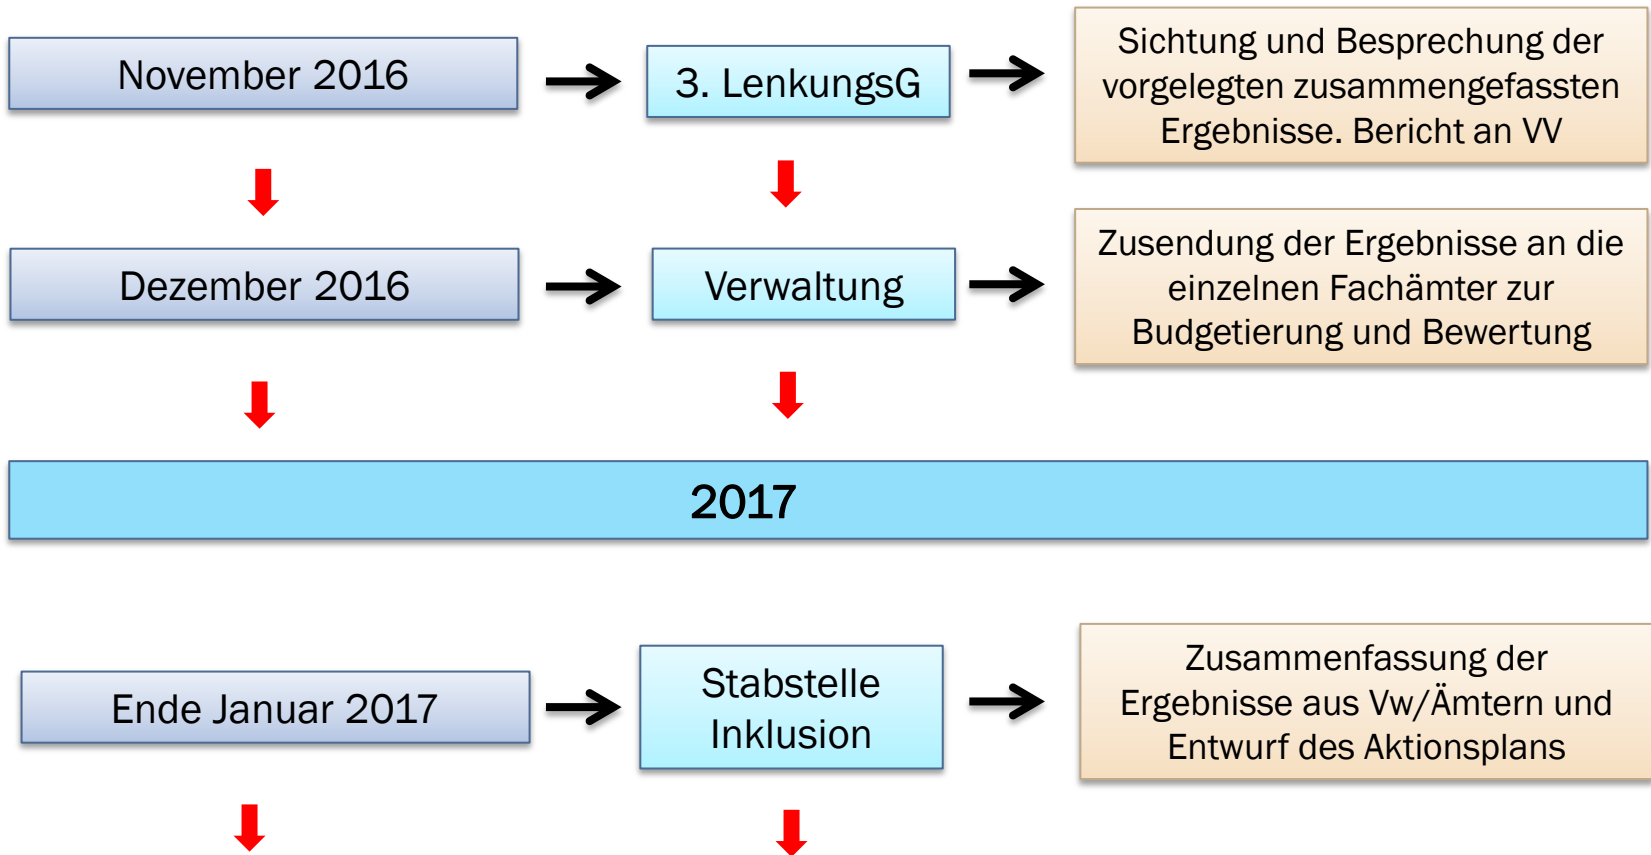 November 2016
3. LenkungsG
Sichtung und Besprechung der
vorgelegten zusammengefassten
Ergebnisse. Bericht an VV
Dezember 2016
Verwaltung
Zusendung der Ergebnisse an die
einzelnen Fachämter zur
Budgetierung und Bewertung
2017
Ende Januar 2017
Stabstelle
Inklusion
Zusammenfassung der
Ergebnisse aus Vw/Ämtern und
Entwurf des Aktionsplans